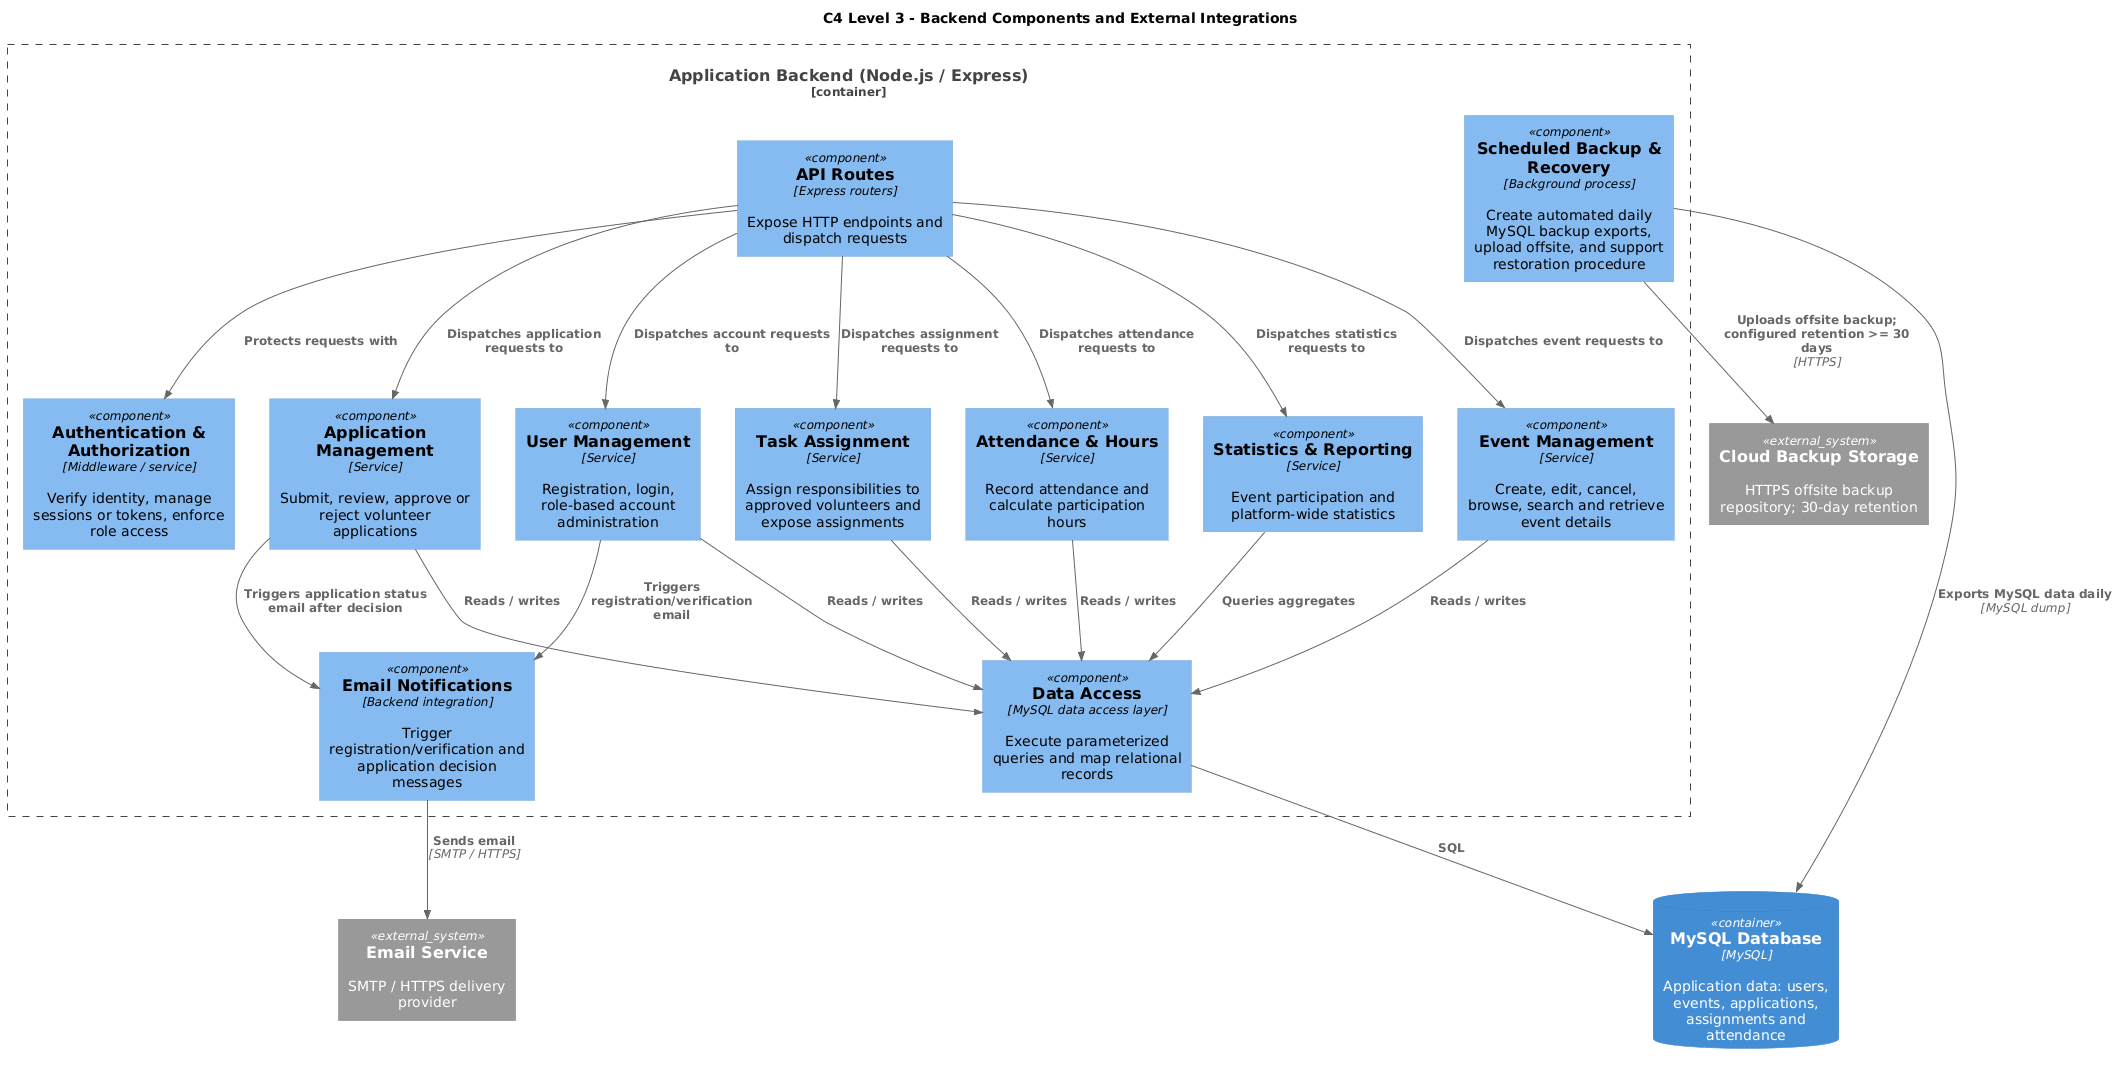 C4 Level 3 - Backend Components and External Integrations
Application Backend (Node.js / Express)
[container]
«component»
API Routes
[Express routers]
Expose HTTP endpoints and
dispatch requests
«component»
Scheduled Backup &
Recovery
[Background process]
Create automated daily
MySQL backup exports,
upload offsite, and support
restoration procedure
Protects requests with
Dispatches application
requests to
Dispatches account requests
to
Dispatches assignment
requests to
Dispatches attendance
requests to
Dispatches statistics
requests to
Dispatches event requests to
Uploads offsite backup;
configured retention >= 30
days
[HTTPS]
«component»
Authentication &
Authorization
[Middleware / service]
Verify identity, manage
sessions or tokens, enforce
role access
«component»
Application
Management
[Service]
Submit, review, approve or
reject volunteer
applications
«component»
User Management
[Service]
Registration, login,
role-based account
administration
«component»
Task Assignment
[Service]
Assign responsibilities to
approved volunteers and
expose assignments
«component»
Attendance & Hours
[Service]
Record attendance and
calculate participation
hours
«component»
Statistics & Reporting
[Service]
Event participation and
platform-wide statistics
«component»
Event Management
[Service]
Create, edit, cancel,
browse, search and retrieve
event details
«external_system»
Cloud Backup Storage
HTTPS offsite backup
repository; 30-day retention
Triggers application status
email after decision
Reads / writes
Triggers
registration/verification
email
Reads / writes
Reads / writes
Reads / writes
Queries aggregates
Reads / writes
Exports MySQL data daily
[MySQL dump]
«component»
Email Notifications
[Backend integration]
Trigger
registration/verification and
application decision
messages
«component»
Data Access
[MySQL data access layer]
Execute parameterized
queries and map relational
records
Sends email
[SMTP / HTTPS]
SQL
«external_system»
Email Service
SMTP / HTTPS delivery
provider
«container»
MySQL Database
[MySQL]
Application data: users,
events, applications,
assignments and
attendance